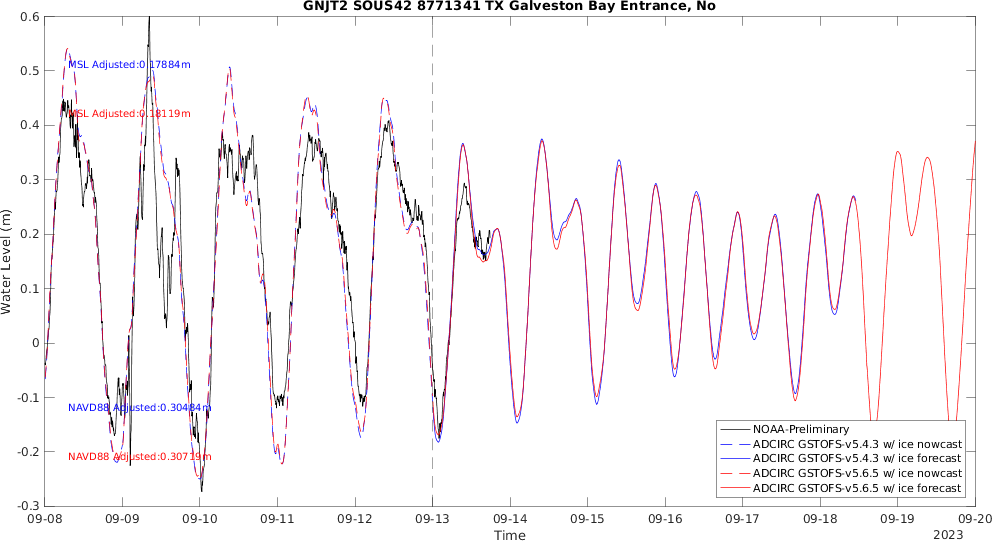 GNJT2 SOUS42 8771341 TX Galveston Bay Entrance, No
0.6
0.5
0.4
0.3
0.2
0.1
0
-0.1
-0.2
-0.3
Water Level (m)
MSL Adjusted:0.17884m
MSL Adjusted:0.18119m
NAVD88 Adjusted:0.30484m
NAVD88 Adjusted:0.30719m
NOAA-Preliminary
ADCIRC GSTOFS-v5.4.3 w/ ice nowcast
ADCIRC GSTOFS-v5.4.3 w/ ice forecast
ADCIRC GSTOFS-v5.6.5 w/ ice nowcast
ADCIRC GSTOFS-v5.6.5 w/ ice forecast
09-08 09-09 09-10 09-11 09-12 09-13 09-14 09-15 09-16 09-17 09-18 09-19 09-20
Time
2023